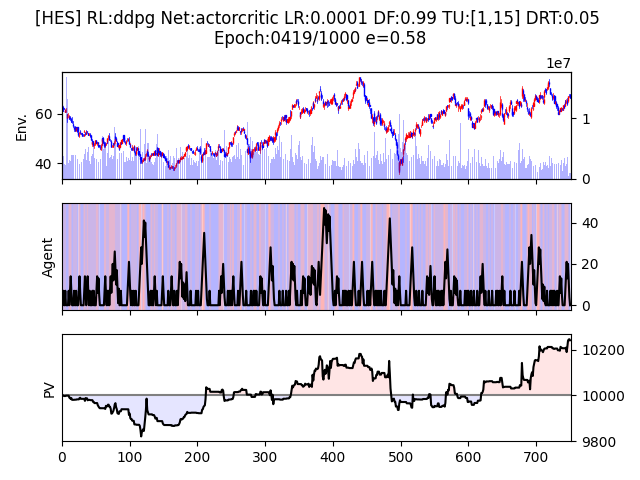 [HES] RL:ddpg Net:actorcritic LR:0.0001 DF:0.99 TU:[1,15] DRT:0.05
Epoch:0419/1000 e=0.58
1e7
Env.
60
40
1
0
Agent
40
20
0
PV
10200
10000
9800
0 100 200 300 400 500 600 700